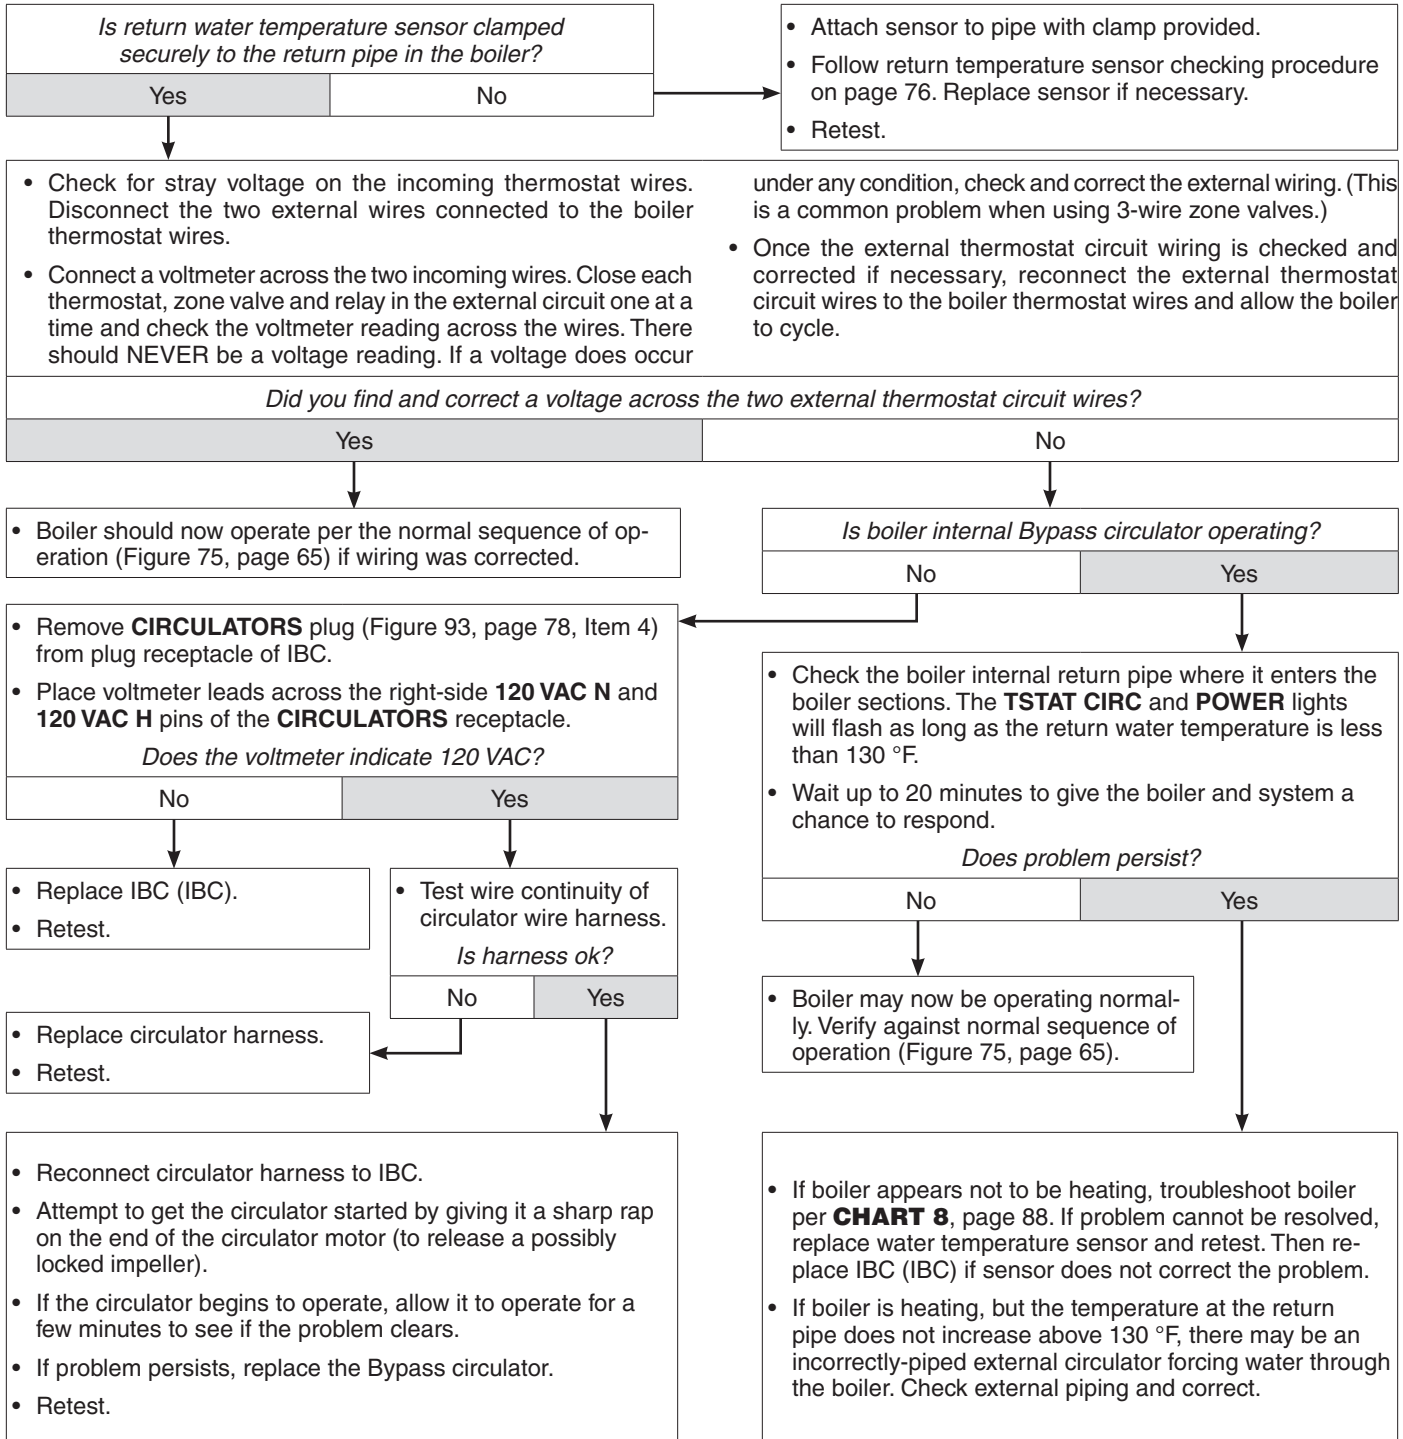 Is return water temperature sensor clamped
securely to the return pipe in the boiler?
Yes
No
• Attach sensor to pipe with clamp provided.
• Follow return temperature sensor checking procedure
on page 76. Replace sensor if necessary.
• Retest.
• Check for stray voltage on the incoming thermostat wires.
Disconnect the two external wires connected to the boiler
thermostat wires.
• Connect a voltmeter across the two incoming wires. Close each
thermostat, zone valve and relay in the external circuit one at a
time and check the voltmeter reading across the wires. There
should NEVER be a voltage reading. If a voltage does occur
under any condition, check and correct the external wiring. (This
is a common problem when using 3-wire zone valves.)
• Once the external thermostat circuit wiring is checked and
corrected if necessary, reconnect the external thermostat
circuit wires to the boiler thermostat wires and allow the boiler
to cycle.
Did you find and correct a voltage across the two external thermostat circuit wires?
Yes
No
• Boiler should now operate per the normal sequence of op-
eration (Figure 75, page 65) if wiring was corrected.
Is boiler internal Bypass circulator operating?
No
Yes
• Remove CIRCULATORS plug (Figure 93, page 78, Item 4)
from plug receptacle of IBC.
• Place voltmeter leads across the right-side 120 VAC N and
120 VAC H pins of the CIRCULATORS receptacle.
Does the voltmeter indicate 120 VAC?
No
Yes
• Check the boiler internal return pipe where it enters the
boiler sections. The TSTAT CIRC and POWER lights
will flash as long as the return water temperature is less
than 130 °F.
• Wait up to 20 minutes to give the boiler and system a
chance to respond.
Does problem persist?
No
Yes
• Replace IBC (IBC).
• Retest.
• Test wire continuity of
circulator wire harness.
Is harness ok?
No
Yes
• Replace circulator harness.
• Retest.
• Boiler may now be operating normal-
ly. Verify against normal sequence of
operation (Figure 75, page 65).
• Reconnect circulator harness to IBC.
• Attempt to get the circulator started by giving it a sharp rap
on the end of the circulator motor (to release a possibly
locked impeller).
• If the circulator begins to operate, allow it to operate for a
few minutes to see if the problem clears.
• If problem persists, replace the Bypass circulator.
• Retest.
• If boiler appears not to be heating, troubleshoot boiler
per CHART 8, page 88. If problem cannot be resolved,
replace water temperature sensor and retest. Then re-
place IBC (IBC) if sensor does not correct the problem.
• If boiler is heating, but the temperature at the return
pipe does not increase above 130 °F, there may be an
incorrectly-piped external circulator forcing water through
the boiler. Check external piping and correct.